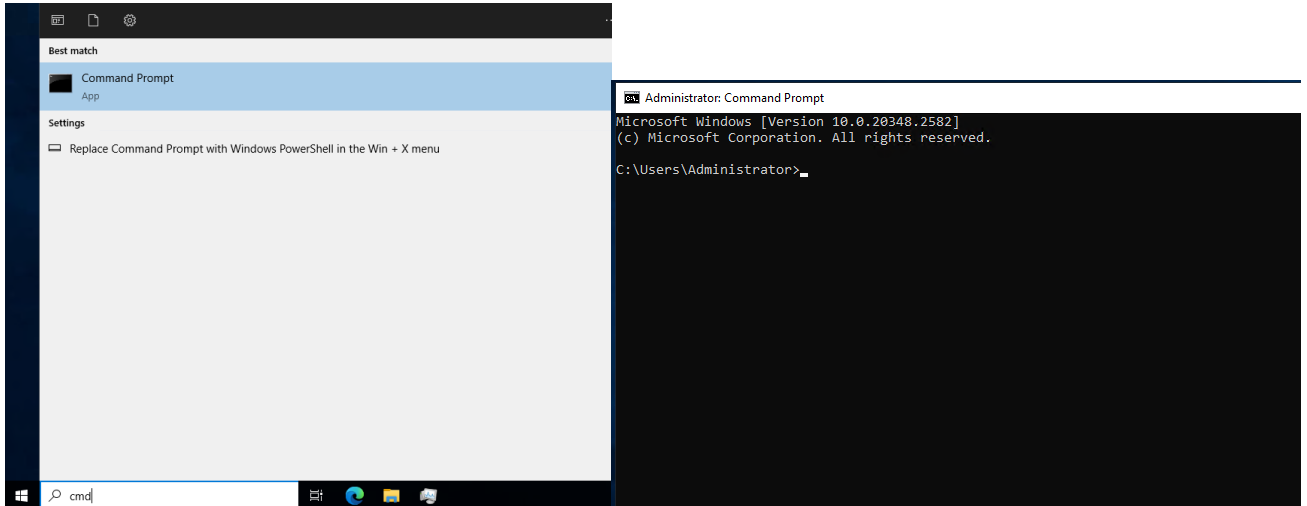 Best match
Command Prompt
App
Settings
Replace Command Prompt with Windows PowerShell in the Win + X menu
cmd
Administrator: Command Prompt
Microsoft Windows [Version 10.0.20348.2582]
(c) Microsoft Corporation. All rights reserved.
C:\Users\Administrator>